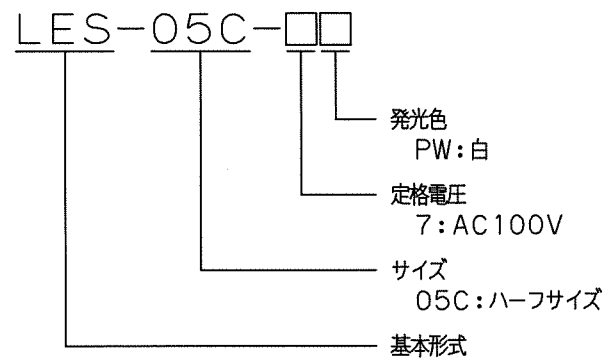 LES-05C-□□
発光色
PW:白
定格電圧
7:AC100V
サイズ
05C:ハーフサイズ
基本形式